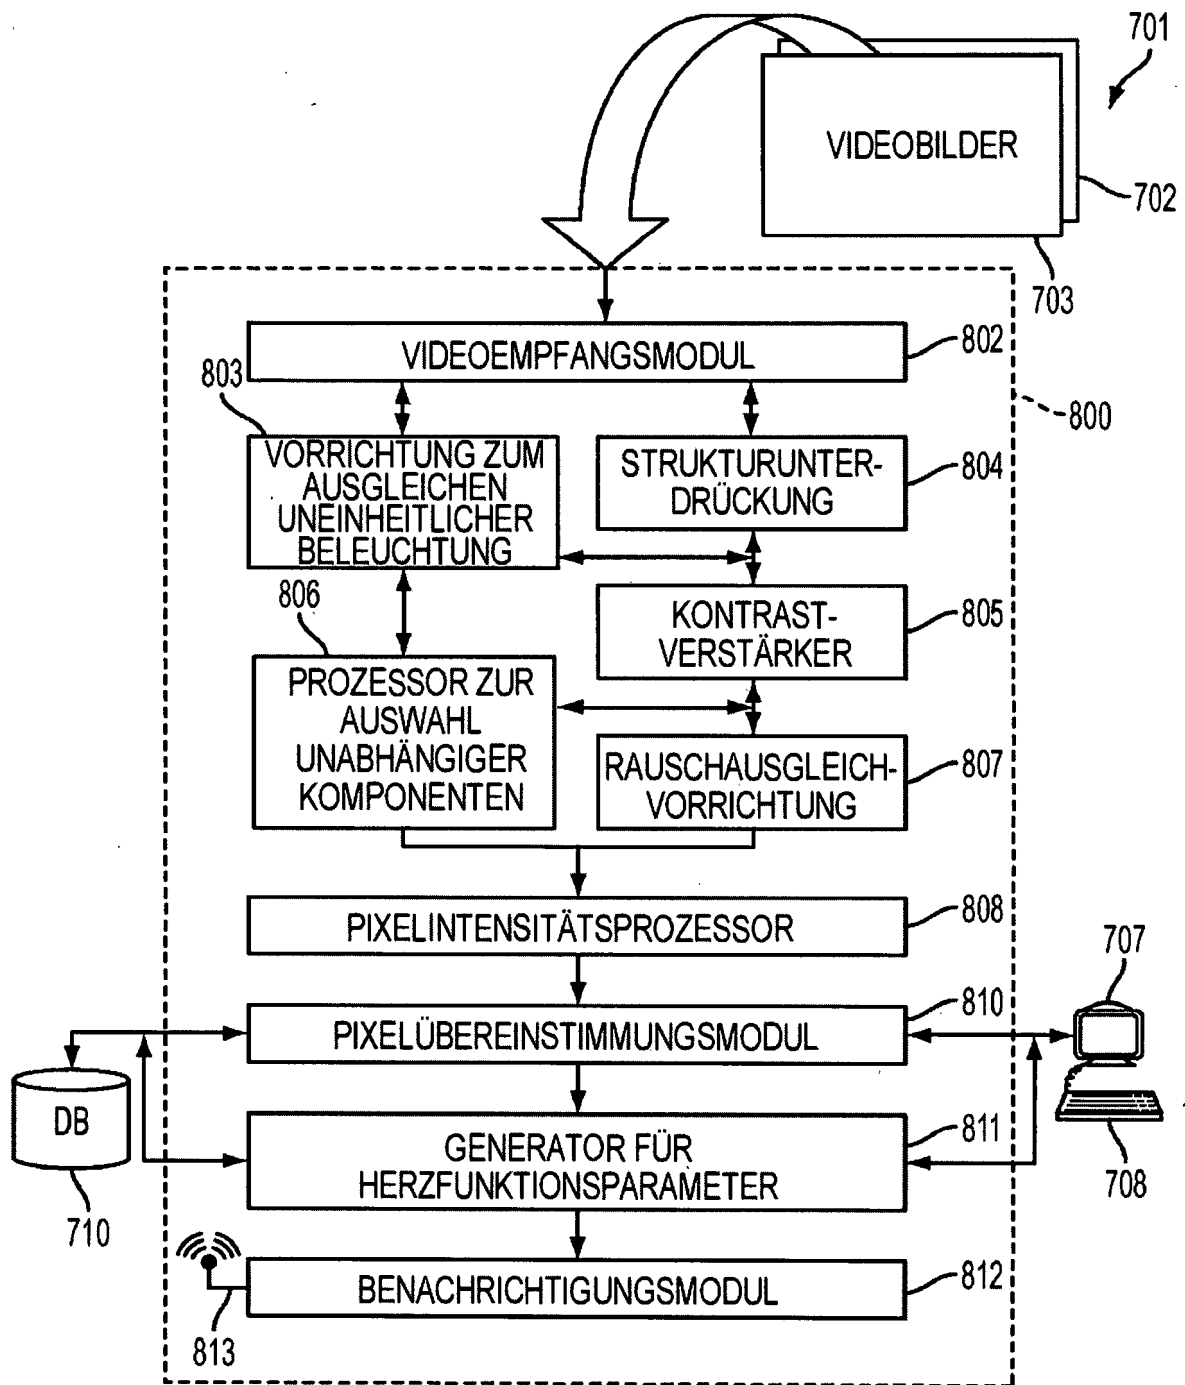 701
VIDEOBILDER
702
703
VIDEOEMPFANGSMODUL
802
803
800
VORRICHTUNG ZUM
AUSGLEICHEN
UNEINHEITLICHER
BELEUCHTUNG
STRUKTURUNTER-
DRÜCKUNG
804
806
KONTRAST-
VERSTÄRKER
805
PROZESSOR ZUR
AUSWAHL
UNABHÄNGIGER
KOMPONENTEN
RAUSCHAUSGLEICH-
VORRICHTUNG
807
PIXELINTENSITÄTSPROZESSOR
808
707
PIXELÜBEREINSTIMMUNGSMODUL
810
DB
710
GENERATOR FÜR
HERZFUNKTIONSPARAMETER
811
708
BENACHRICHTIGUNGSMODUL
812
813